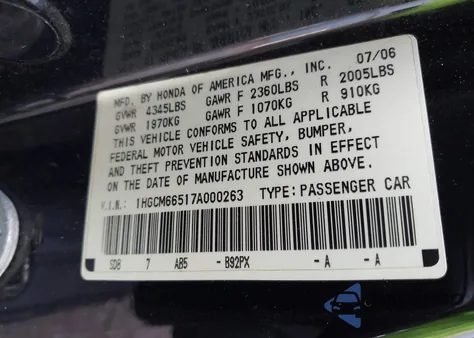 MFD. BY HONDA OF AMERICA MFG., INC. 07/06
GVWR 4345LBS GAWR F 2360LBS R 2005LBS
GVWR 1970KG GAWR F 1070KG R 910KG
THIS VEHICLE CONFORMS TO ALL APPLICABLE
FEDERAL MOTOR VEHICLE SAFETY, BUMPER,
AND THEFT PREVENTION STANDARDS IN EFFECT
ON THE DATE OF MANUFACTURE SHOWN ABOVE.
V.I.N.: 1HGCM66517A000263 TYPE: PASSENGER CAR
SDB 7 AB5 - B92PX - A - A